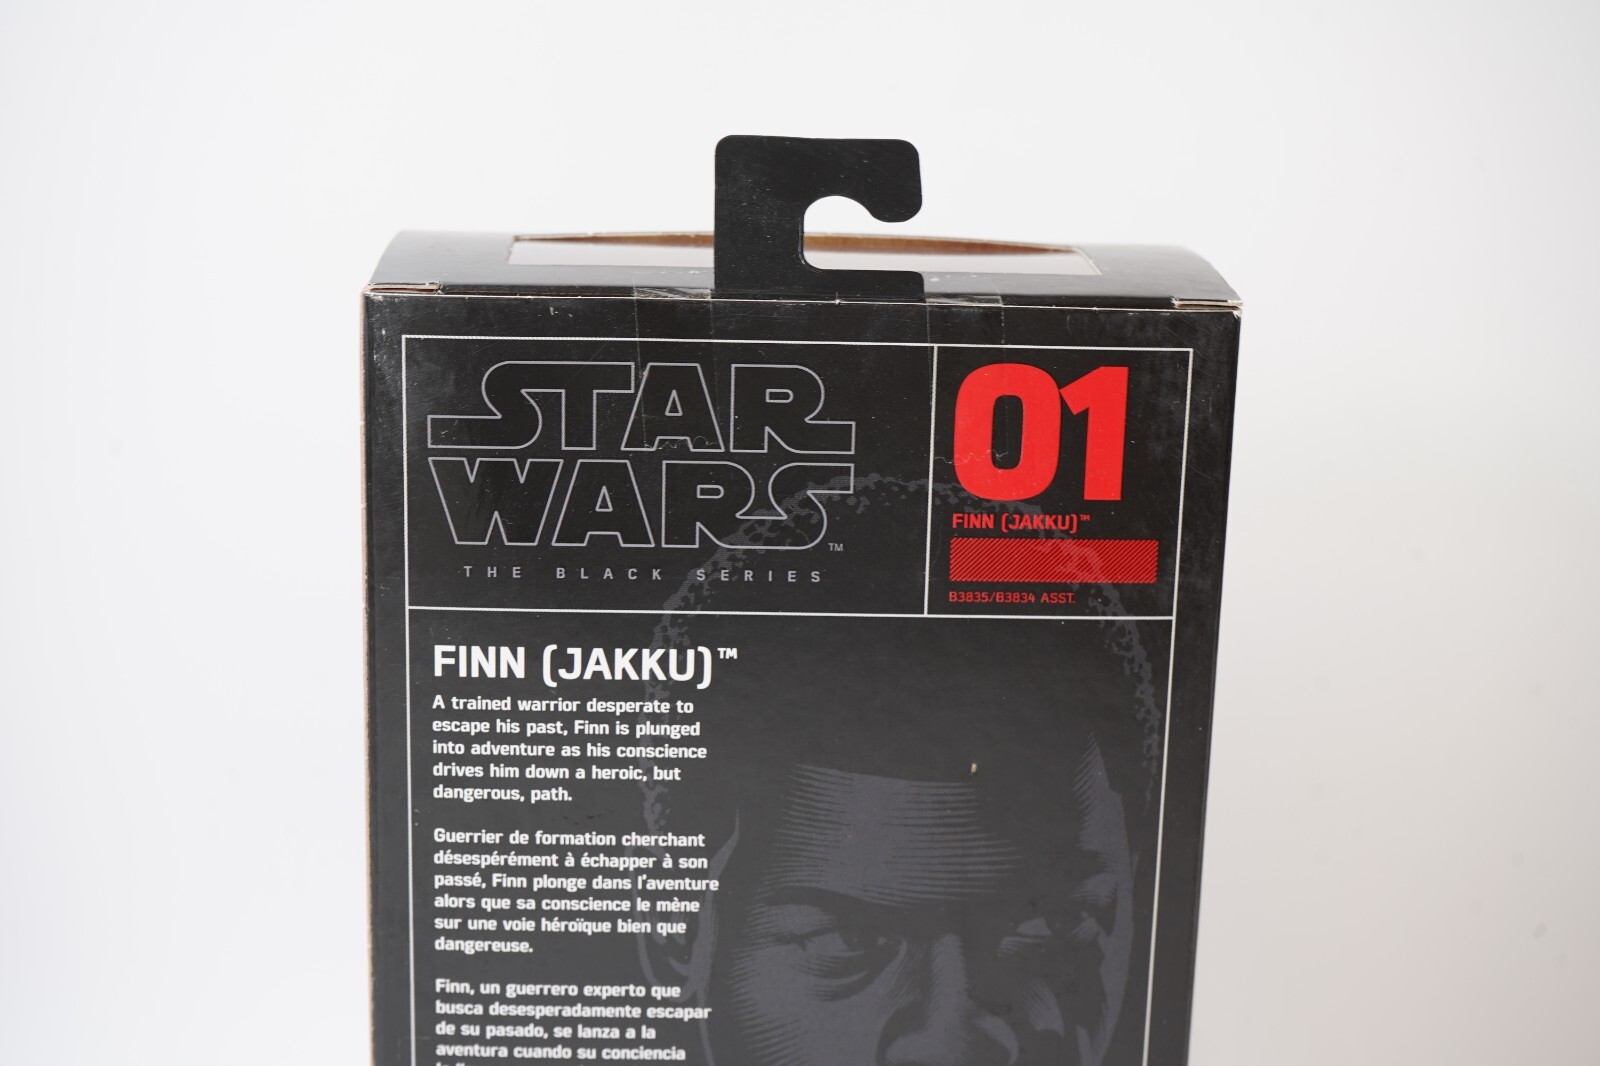 STAR
WARS™
THE BLACK SERIES
01
FINN (JAKKU)™
B3835/B3834 ASST.
FINN (JAKKU)™
A trained warrior desperate to
escape his past, Finn is plunged
into adventure as his conscience
drives him down a heroic, but
dangerous, path.
Guerrier de formation cherchant
désespérément à échapper à son
passé, Finn plonge dans l'aventure
alors que sa conscience le mène
sur une voie héroïque bien que
dangereuse.
Finn, un guerrero experto que
busca desesperadamente escapar
de su pasado, se lanza a la
aventura cuando su conciencia